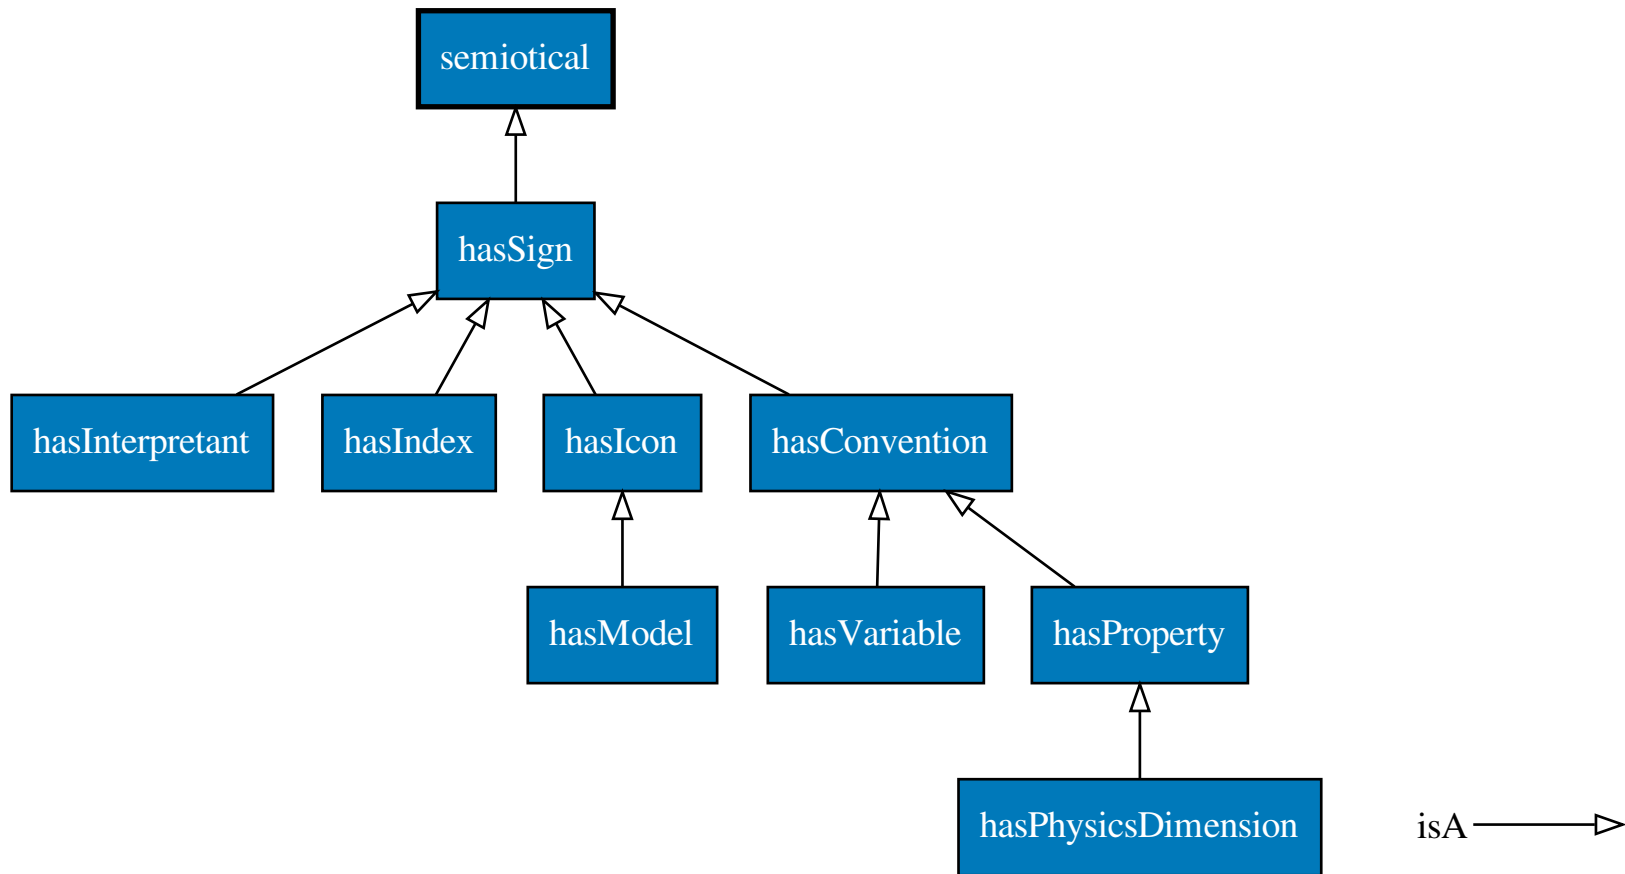 semiotical
hasSign
hasInterpretant
hasIndex
hasIcon
hasConvention
hasModel
hasVariable
hasProperty
hasPhysicsDimension
isA